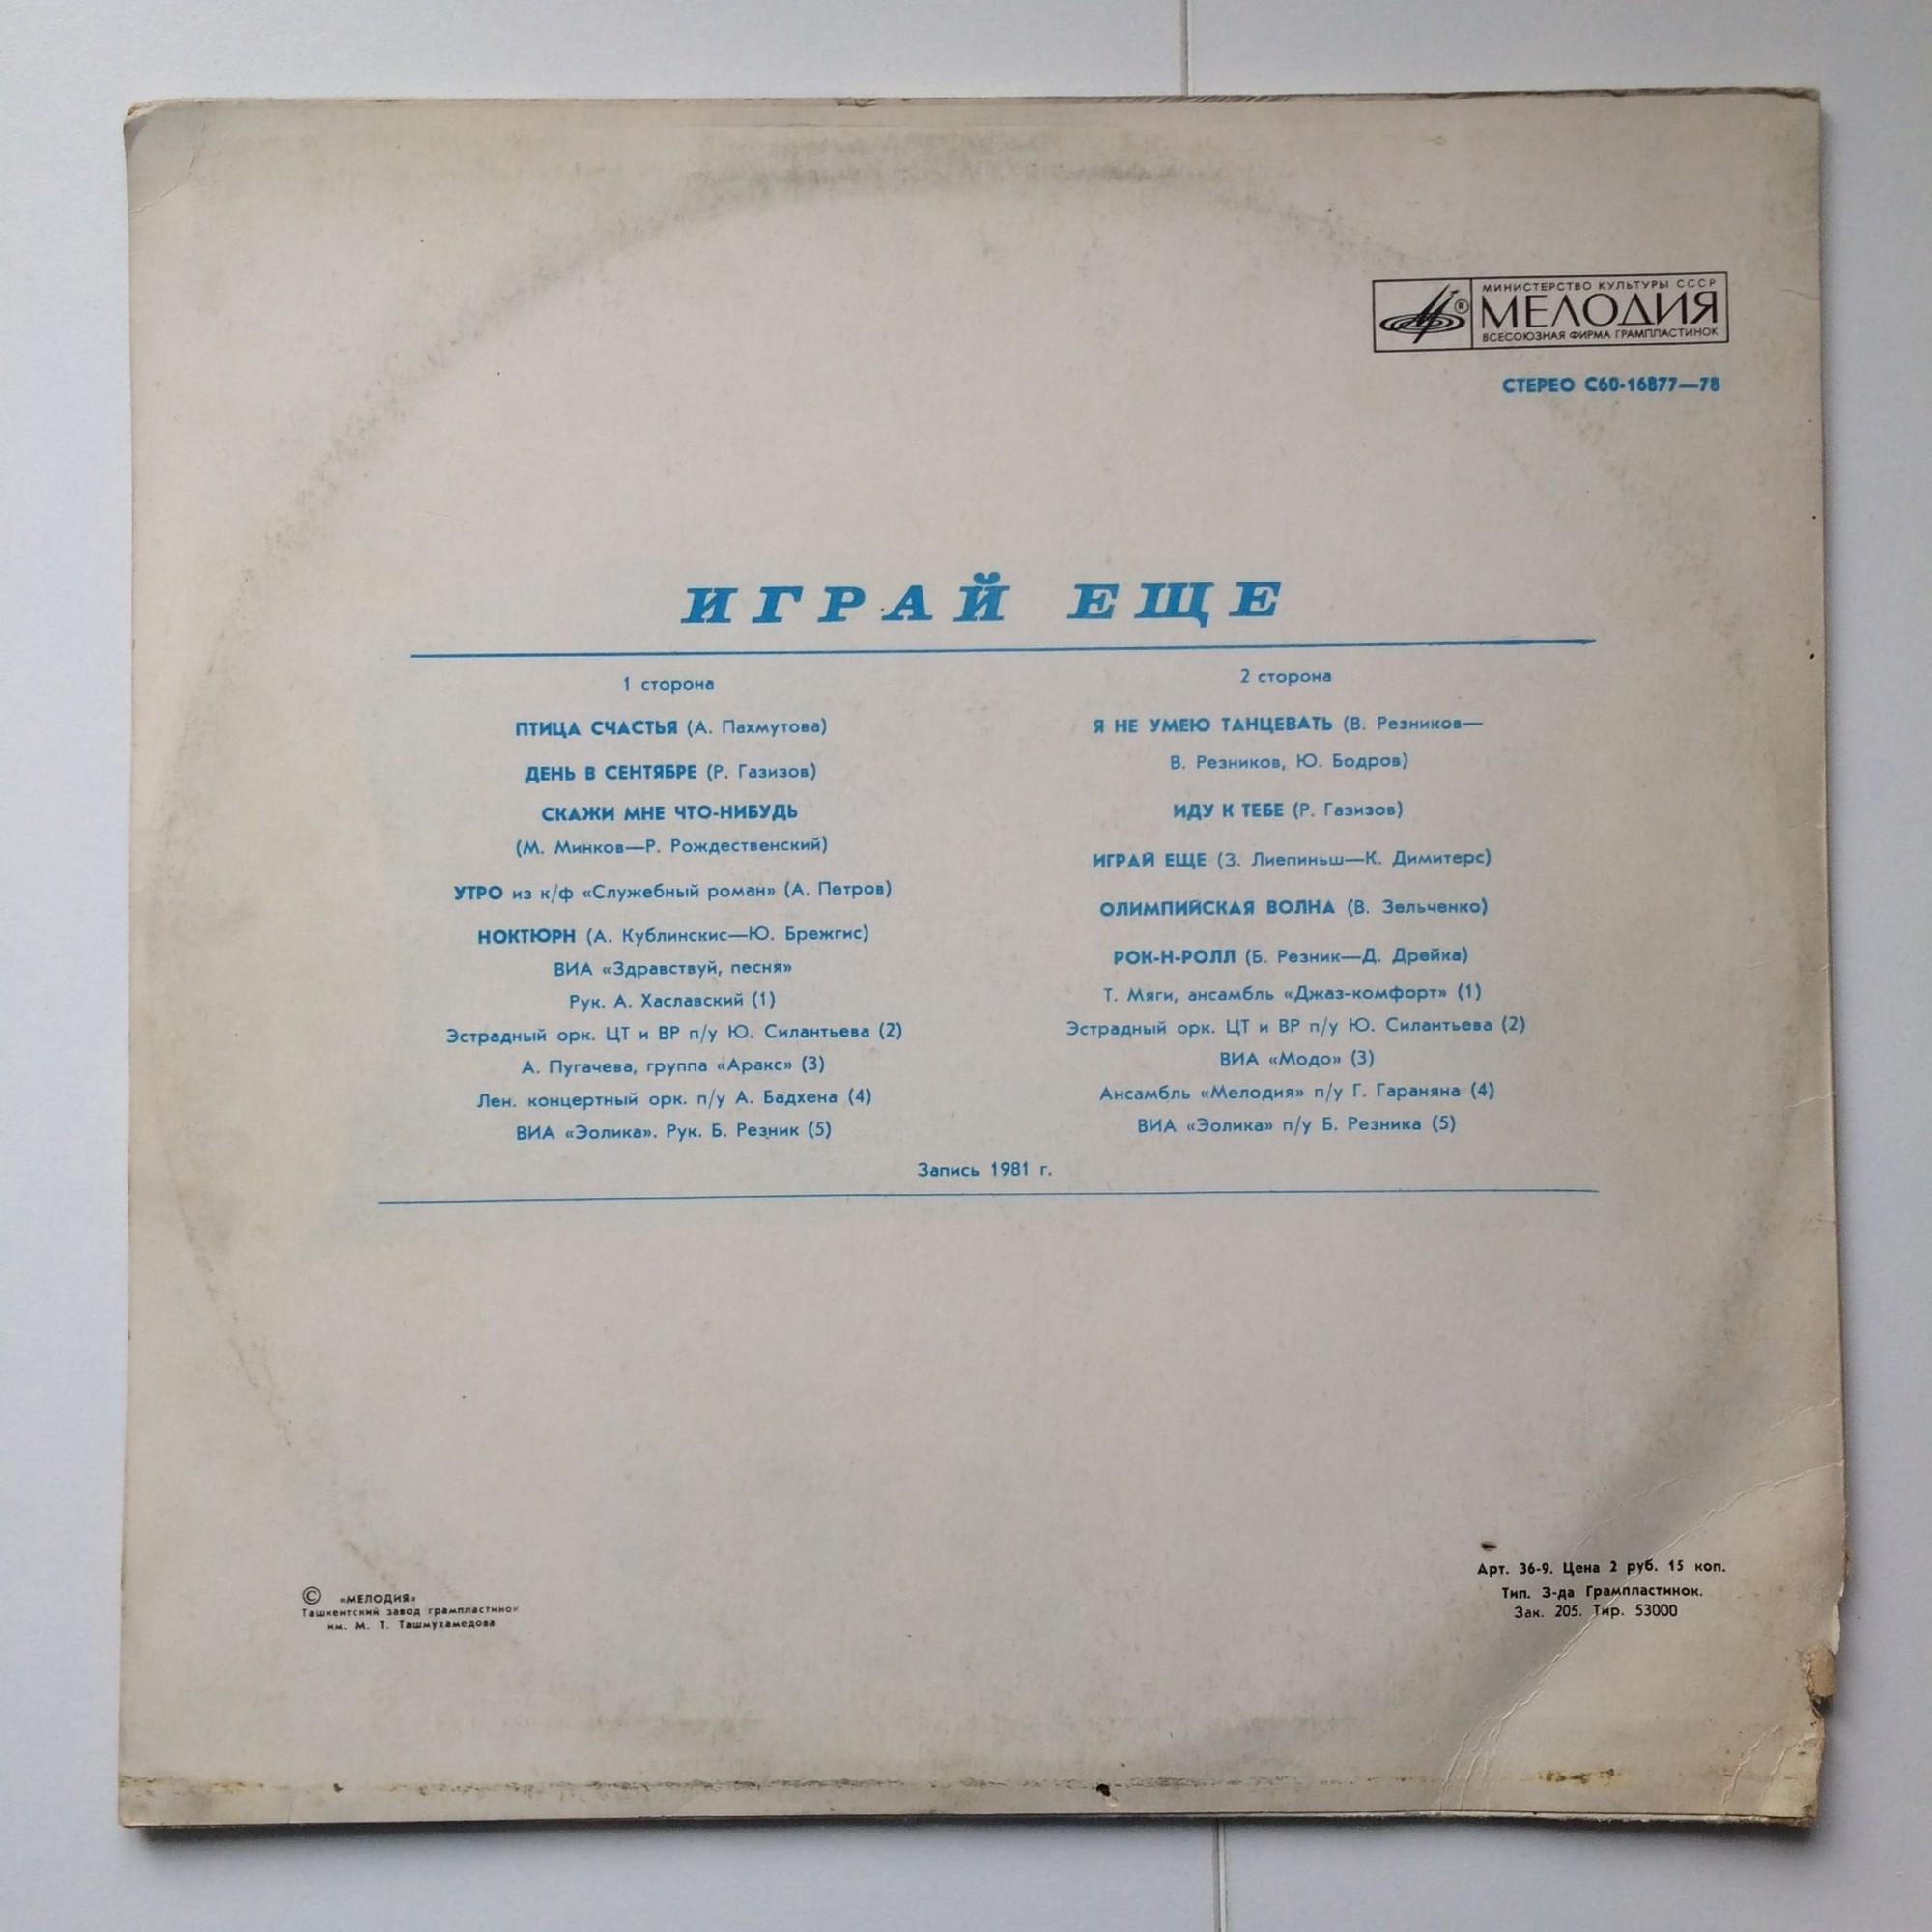 МИНИСТЕРСТВО КУЛЬТУРЫ СССР
МЕЛОДИЯ
ВСЕСОЮЗНАЯ ФИРМА ГРАМПЛАСТИНОК
СТЕРЕО С60-16877—78
ИГРАЙ ЕЩЕ
1 сторона
ПТИЦА СЧАСТЬЯ (А. Пахмутова)
ДЕНЬ В СЕНТЯБРЕ (Р. Газизов)
СКАЖИ МНЕ ЧТО-НИБУДЬ
(М. Минков—Р. Рождественский)
УТРО из к/ф «Служебный роман» (А. Петров)
НОКТЮРН (А. Кублинскис—Ю. Брежгис)
ВИА «Здравствуй, песня»
Рук. А. Хаславский (1)
Эстрадный орк. ЦТ и ВР п/у Ю. Силантьева (2)
А. Пугачева, группа «Аракс» (3)
Лен. концертный орк. п/у А. Бадхена (4)
ВИА «Эолика». Рук. Б. Резник (5)
2 сторона
Я НЕ УМЕЮ ТАНЦЕВАТЬ (В. Резников—
В. Резников, Ю. Бодров)
ИДУ К ТЕБЕ (Р. Газизов)
ИГРАЙ ЕЩЕ (З. Лиепиньш—К. Димитерс)
ОЛИМПИЙСКАЯ ВОЛНА (В. Зельченко)
РОК-Н-РОЛЛ (Б. Резник—Д. Дрейка)
Т. Мяги, ансамбль «Джаз-комфорт» (1)
Эстрадный орк. ЦТ и ВР п/у Ю. Силантьева (2)
ВИА «Модо» (3)
Ансамбль «Мелодия» п/у Г. Гараняна (4)
ВИА «Эолика» п/у Б. Резника (5)
Запись 1981 г.
© «МЕЛОДИЯ»
Ташкентский завод грампластинок
им. М. Т. Ташмухамедова
Арт. 36-9. Цена 2 руб. 15 коп.
Тип. З-да Грампластинок.
Зак. 205. Тир. 53000